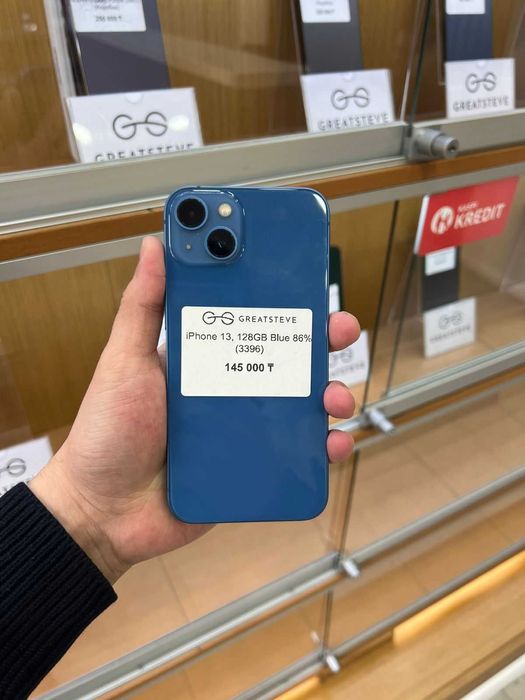 GREATSTEVE
GREATSTEVE
GREATSTEVE
KREDIT
GREATSTEVE
iPhone 13, 128GB Blue 86%
(3396)
145 000 ₸